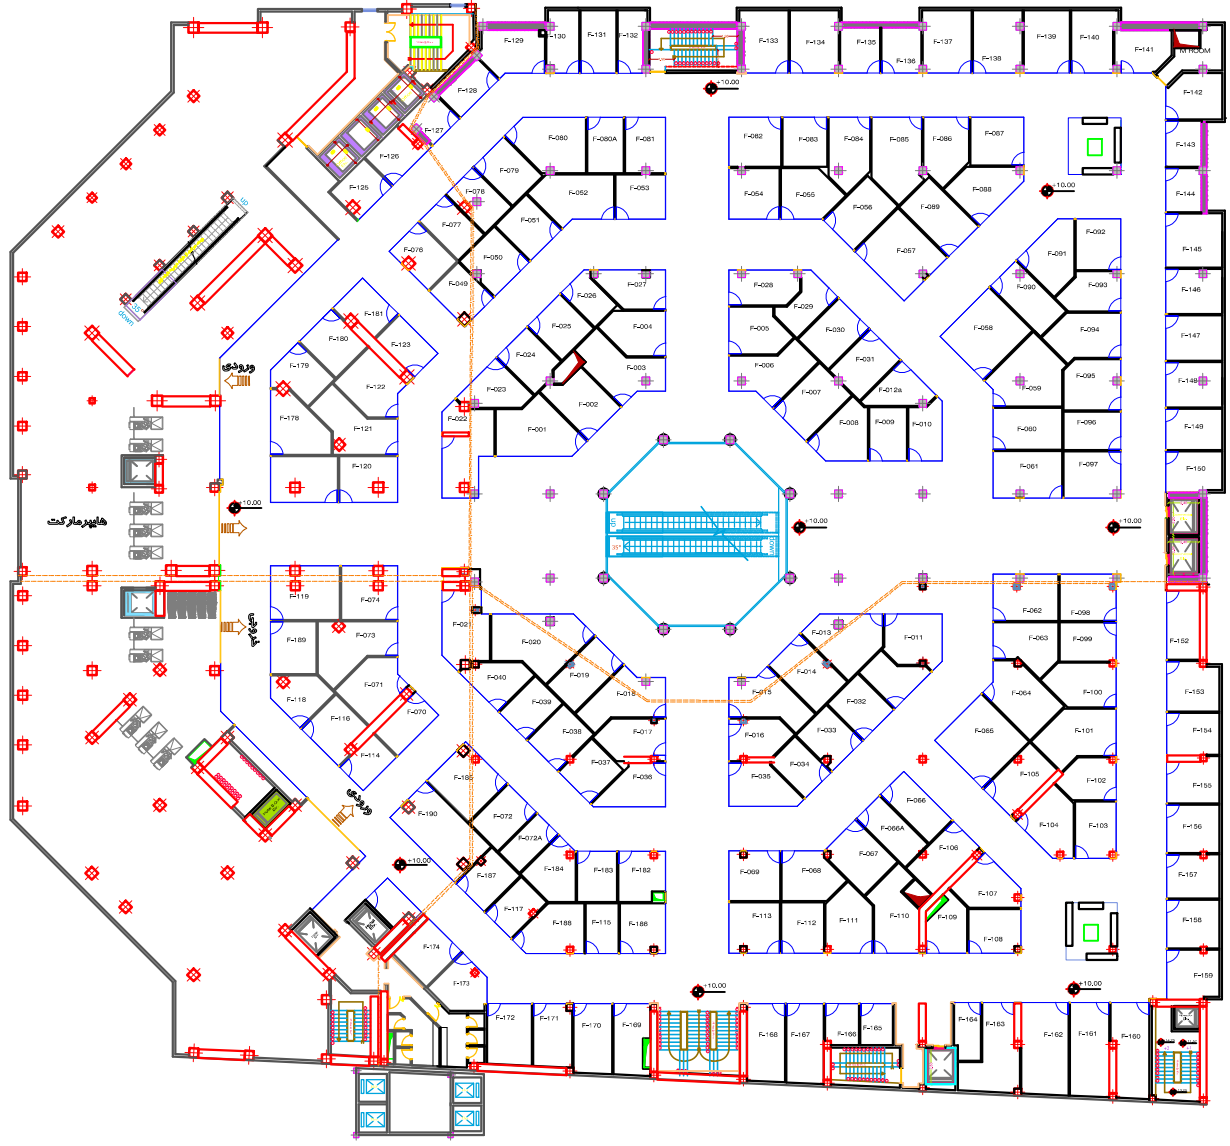 F-129
F-130
F-131
F-132
F-133
F-134
F-135
F-136
F-137
F-138
F-139
F-140
F-141
M ROOM
F-128
+10.00
F-142
F-127
F-126
F-125
F-080
F-080A
F-081
F-082
F-083
F-084
F-085
F-086
F-087
F-143
F-079
F-078
F-052
F-053
F-054
F-055
F-056
F-089
F-088
+10.00
F-144
up
F-077
F-051
F-076
F-050
F-057
F-092
F-091
F-145
F-049
F-027
F-026
F-028
F-029
F-090
F-093
F-146
35°
down
F-181
F-180
F-123
F-025
F-004
F-005
F-030
F-058
F-094
F-147
ورودی
F-179
F-122
F-024
F-003
F-006
F-031
F-095
F-148
F-023
F-002
F-007
F-012a
F-059
F-178
F-121
F-022
F-001
F-008
F-009
F-010
F-060
F-096
F-149
F-120
F-061
F-097
F-150
+10.00
هایپرمارکت
up
+10.00
+10.00
35°
DOWN
F-119
F-074
F-062
F-098
خروجی
F-189
F-073
F-02
F-020
F-013
F-011
F-063
F-099
F-152
F-040
F-019
F-014
F-071
F-018
F-015
F-064
F-100
F-153
F-118
F-116
F-070
F-039
F-032
F-038
F-017
F-016
F-033
F-065
F-101
F-154
F-114
F-037
F-034
F-036
F-035
F-105
F-102
F-155
F-185
ورودی
F-190
F-072
F-066
F-104
F-103
F-156
F-072A
F-066A
F-067
F-106
+10.00
F-187
F-184
F-183
F-182
F-069
F-068
F-157
F-117
F-188
F-115
F-186
F-113
F-112
F-111
F-110
F-109
F-107
F-108
F-158
F-174
F-173
F-159
+10.00
+10.00
F-172
F-171
F-170
F-169
F-168
F-167
F-166
F-165
F-164
F-163
F-162
F-161
F-160